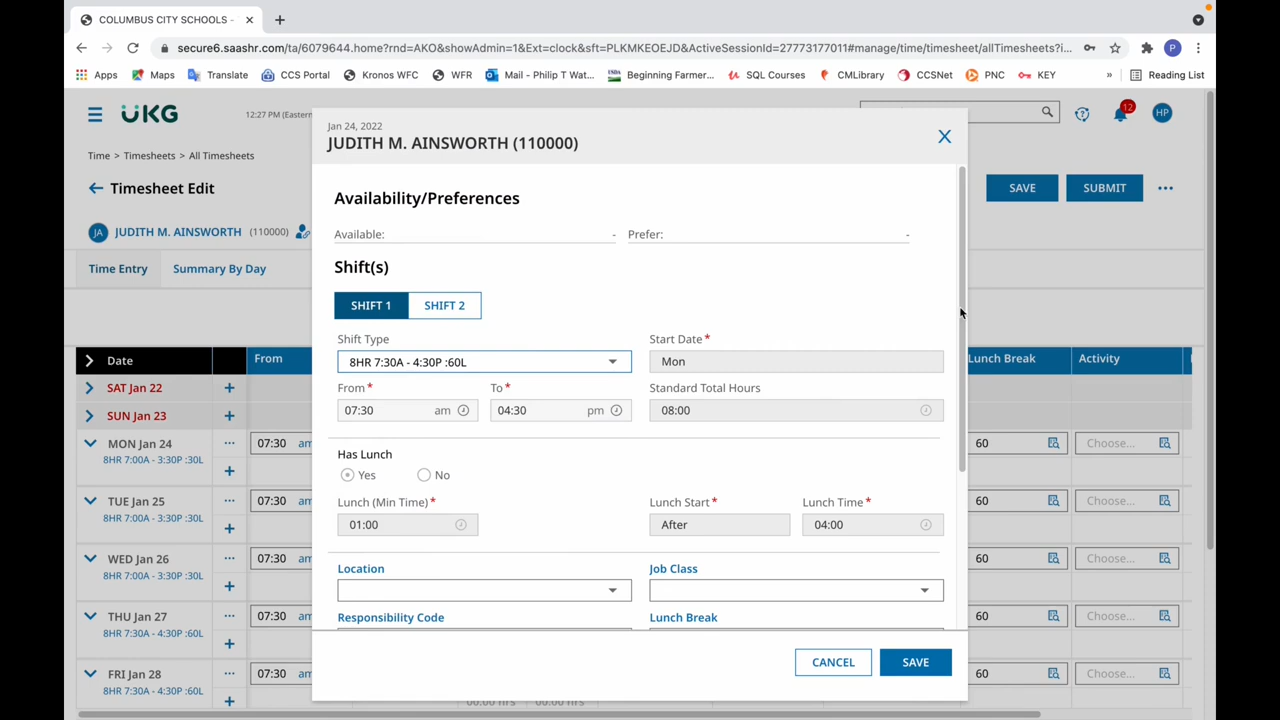 COLUMBUS CITY SCHOOLS -
secure6.saashr.com/ta/6079644.home?rnd=AKO&showAdmin=1&Ext=clock&sft=PLKMKEOEJD&ActiveSessionId=27773177011#manage/time/timesheet/allTimesheets?i...
P
Apps
Maps
Translate
CCS Portal
Kronos WFC
WFR
Mail - Philip T Wat...
Beginning Farmer...
SQL Courses
CMLibrary
CCSNet
PNC
KEY
»
Reading List
UKG
12:27 PM (Eastern
12
HP
Jan 24, 2022
JUDITH M. AINSWORTH (110000)
Time > Timesheets > All Timesheets
Timesheet Edit
SAVE
SUBMIT
JA
JUDITH M. AINSWORTH (110000)
Time Entry
Summary By Day
Availability/Preferences
Available: -
Prefer: -
Shift(s)
SHIFT 1
SHIFT 2
Shift Type
8HR 7:30A - 4:30P :60L
Start Date *
Mon
From *
07:30 am
To *
04:30 pm
Standard Total Hours
08:00
Has Lunch
Yes
No
Lunch (Min Time) *
01:00
Lunch Start *
After
Lunch Time *
04:00
Location
Job Class
Responsibility Code
Lunch Break
CANCEL
SAVE
Date
From
Lunch Break
Activity
SAT Jan 22
SUN Jan 23
MON Jan 24
8HR 7:00A - 3:30P :30L
07:30 am
60
Choose...
TUE Jan 25
8HR 7:00A - 3:30P :30L
07:30 am
60
Choose...
WED Jan 26
8HR 7:00A - 3:30P :30L
07:30 am
60
Choose...
THU Jan 27
8HR 7:30A - 4:30P :60L
07:30 am
60
Choose...
FRI Jan 28
8HR 7:30A - 4:30P :60L
07:30 am
60
Choose...